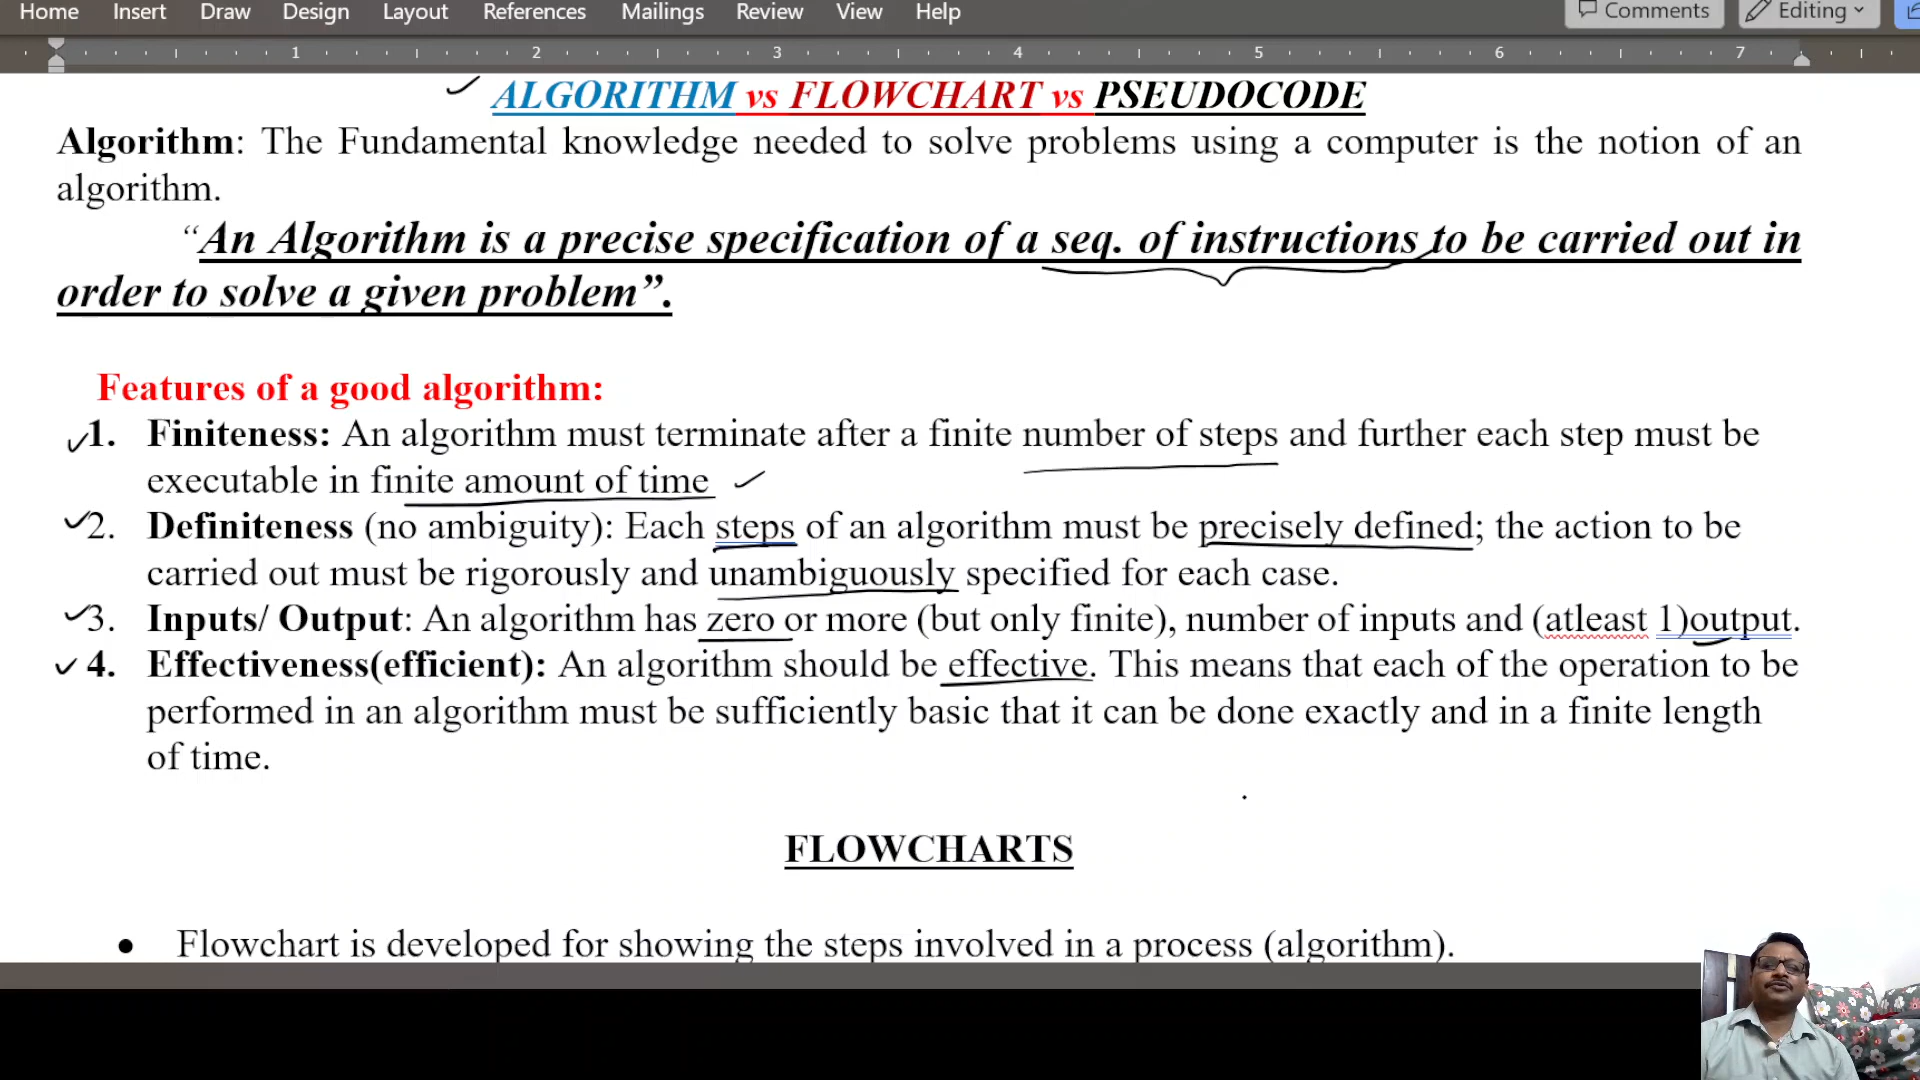 Home Insert Draw Design Layout References Mailings Review View Help Comments Editing
1 2 3 4 5 6 7
ALGORITHM vs FLOWCHART vs PSEUDOCODE
Algorithm: The Fundamental knowledge needed to solve problems using a computer is the notion of an
algorithm.
“An Algorithm is a precise specification of a seq. of instructions to be carried out in
order to solve a given problem”.
Features of a good algorithm:
1. Finiteness: An algorithm must terminate after a finite number of steps and further each step must be
executable in finite amount of time
2. Definiteness (no ambiguity): Each steps of an algorithm must be precisely defined; the action to be
carried out must be rigorously and unambiguously specified for each case.
3. Inputs/ Output: An algorithm has zero or more (but only finite), number of inputs and (atleast 1)output.
4. Effectiveness(efficient): An algorithm should be effective. This means that each of the operation to be
performed in an algorithm must be sufficiently basic that it can be done exactly and in a finite length
of time.
FLOWCHARTS
• Flowchart is developed for showing the steps involved in a process (algorithm).